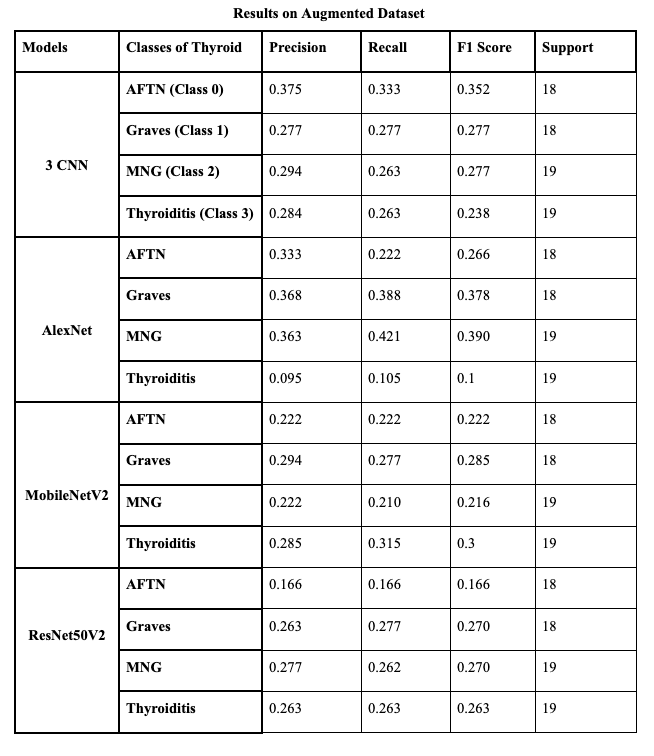 Results on Augmented Dataset
Models Classes of Thyroid Precision Recall F1 Score Support
3 CNN
AFTN (Class 0) 0.375 0.333 0.352 18
Graves (Class 1) 0.277 0.277 0.277 18
MNG (Class 2) 0.294 0.263 0.277 19
Thyroiditis (Class 3) 0.284 0.263 0.238 19
AlexNet
AFTN 0.333 0.222 0.266 18
Graves 0.368 0.388 0.378 18
MNG 0.363 0.421 0.390 19
Thyroiditis 0.095 0.105 0.1 19
MobileNetV2
AFTN 0.222 0.222 0.222 18
Graves 0.294 0.277 0.285 18
MNG 0.222 0.210 0.216 19
Thyroiditis 0.285 0.315 0.3 19
ResNet50V2
AFTN 0.166 0.166 0.166 18
Graves 0.263 0.277 0.270 18
MNG 0.277 0.262 0.270 19
Thyroiditis 0.263 0.263 0.263 19